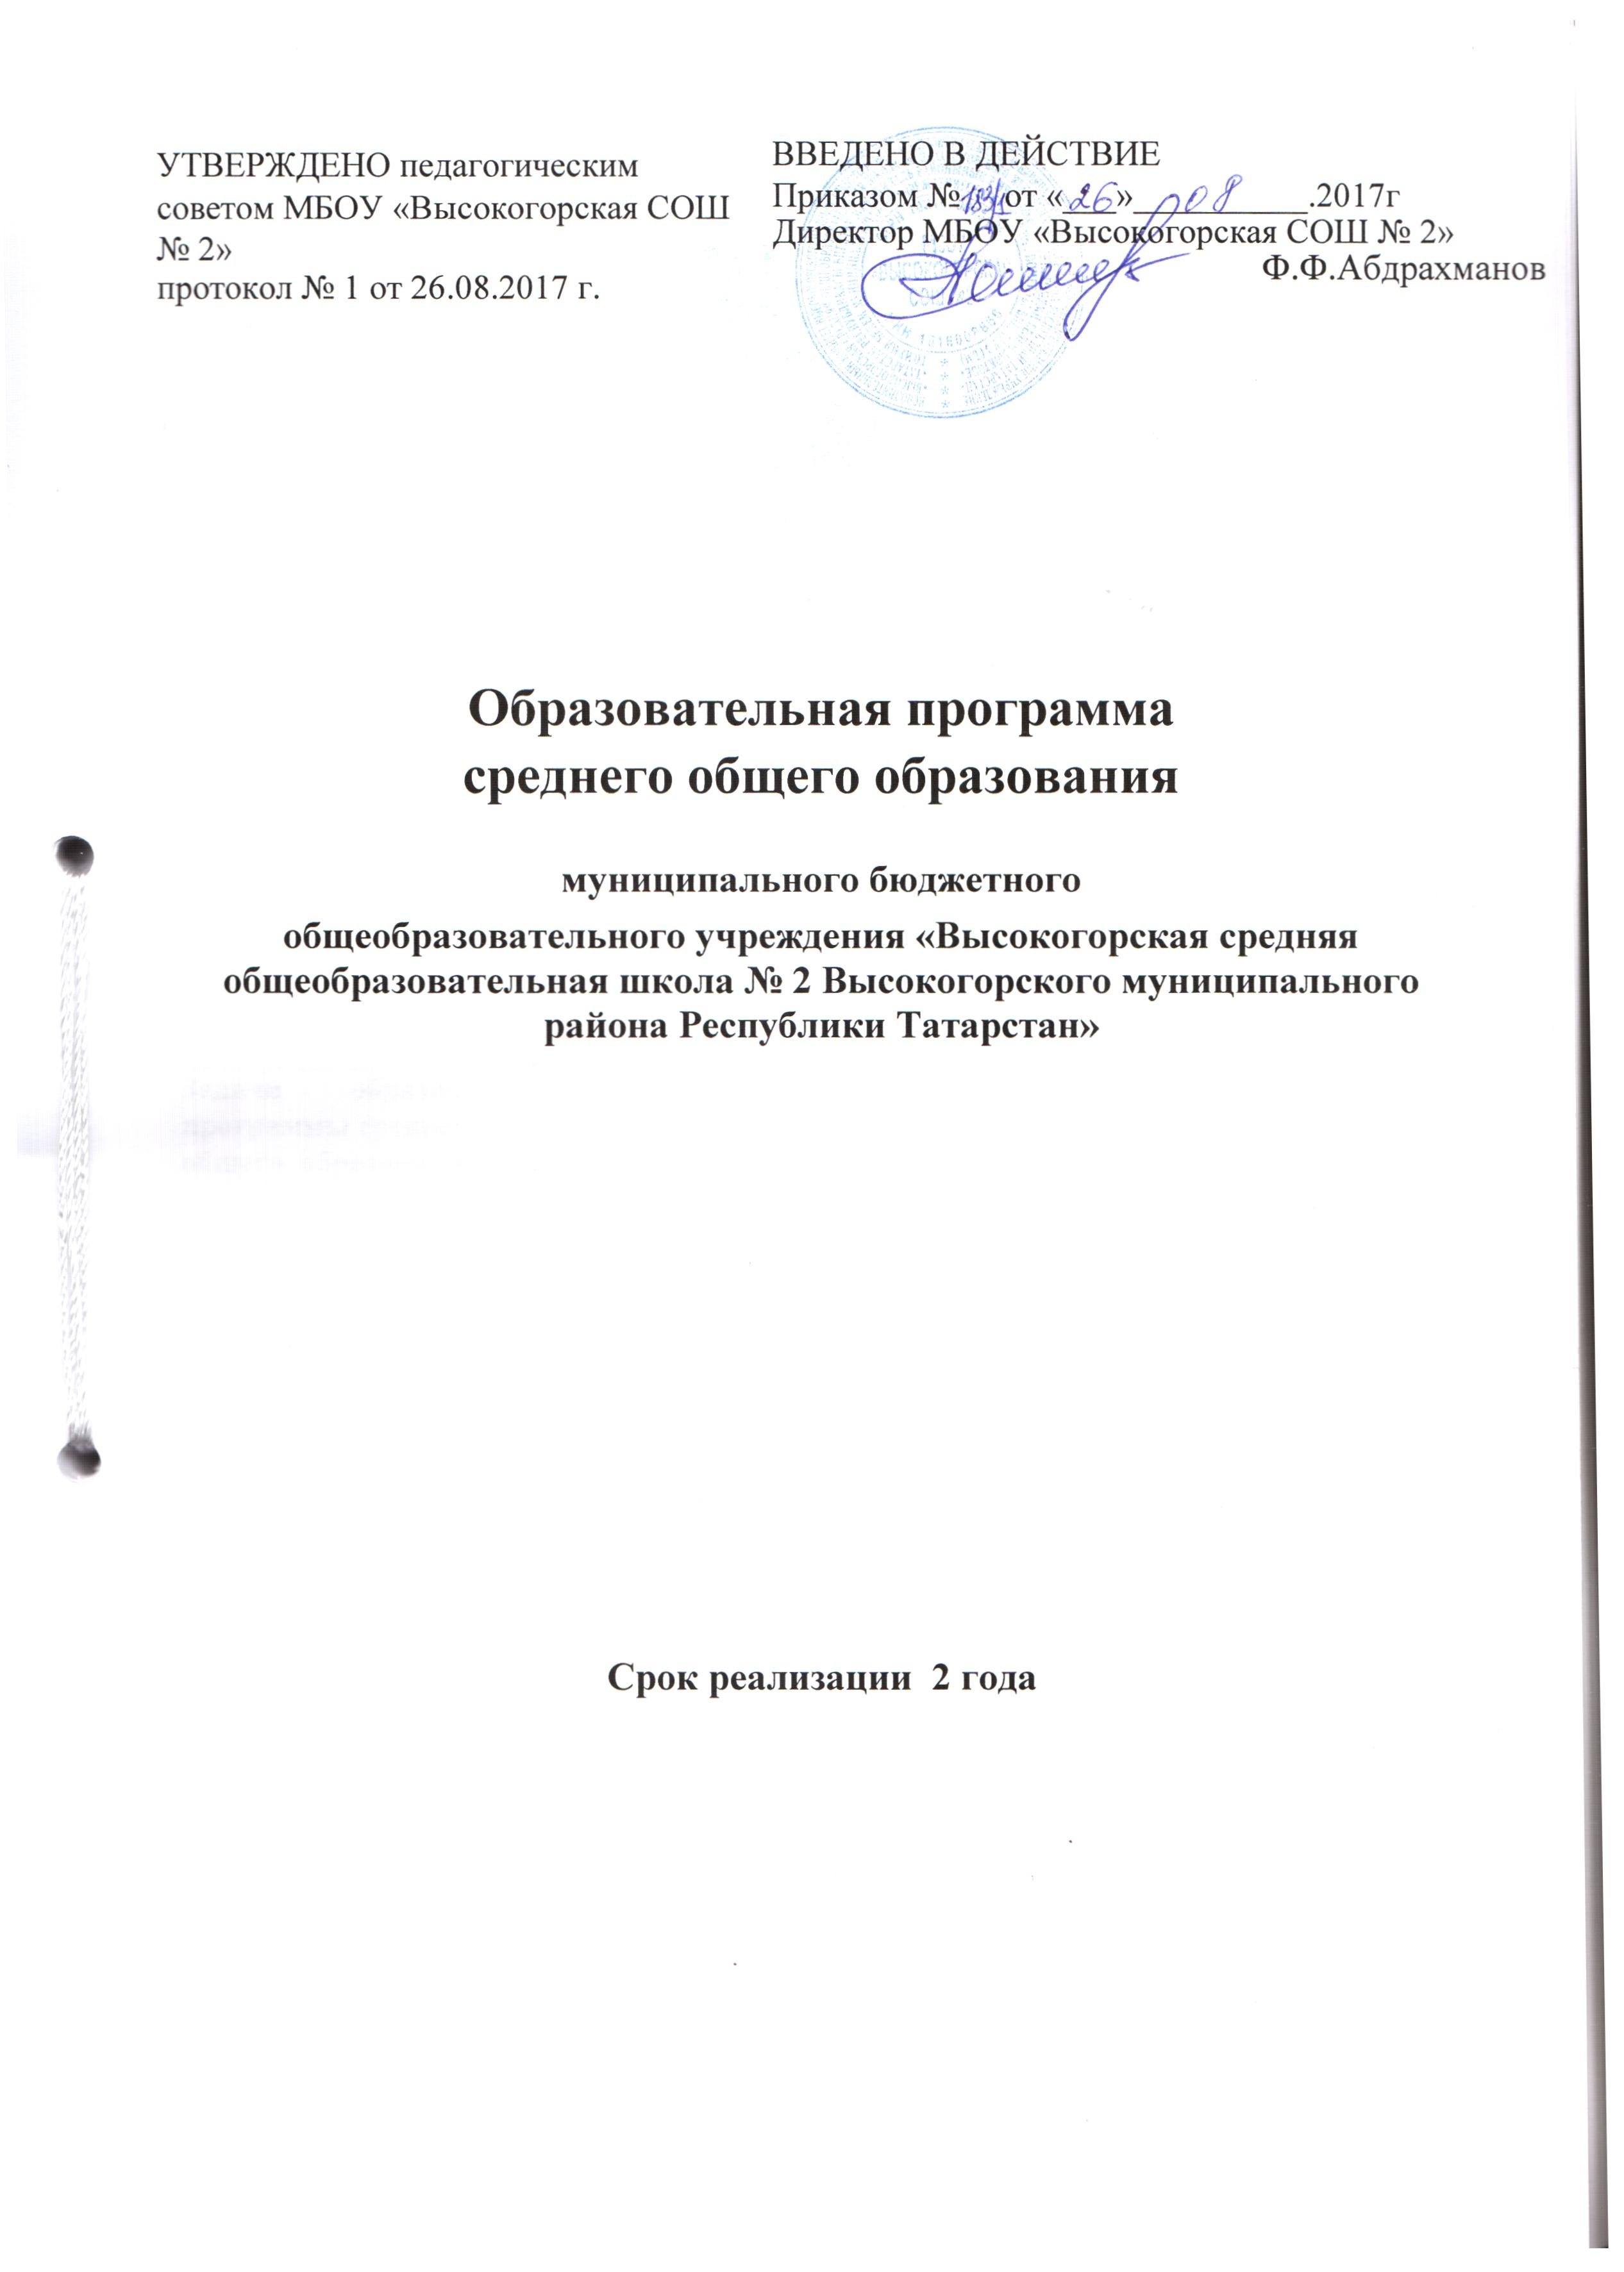 УТВЕРЖДЕНО педагогическим
советом МБОУ «Высокогорская СОШ
№ 2»
протокол № 1 от 26.08.2017 г.
ВВЕДЕНО В ДЕЙСТВИЕ
Приказом № от «26» 08 .2017г
Директор МБОУ «Высокогорская СОШ № 2»
Ф.Ф.Абдрахманов
Образовательная программа
среднего общего образования
муниципального бюджетного
общеобразовательного учреждения «Высокогорская средняя
общеобразовательная школа № 2 Высокогорского муниципального
района Республики Татарстан»
Срок реализации 2 года